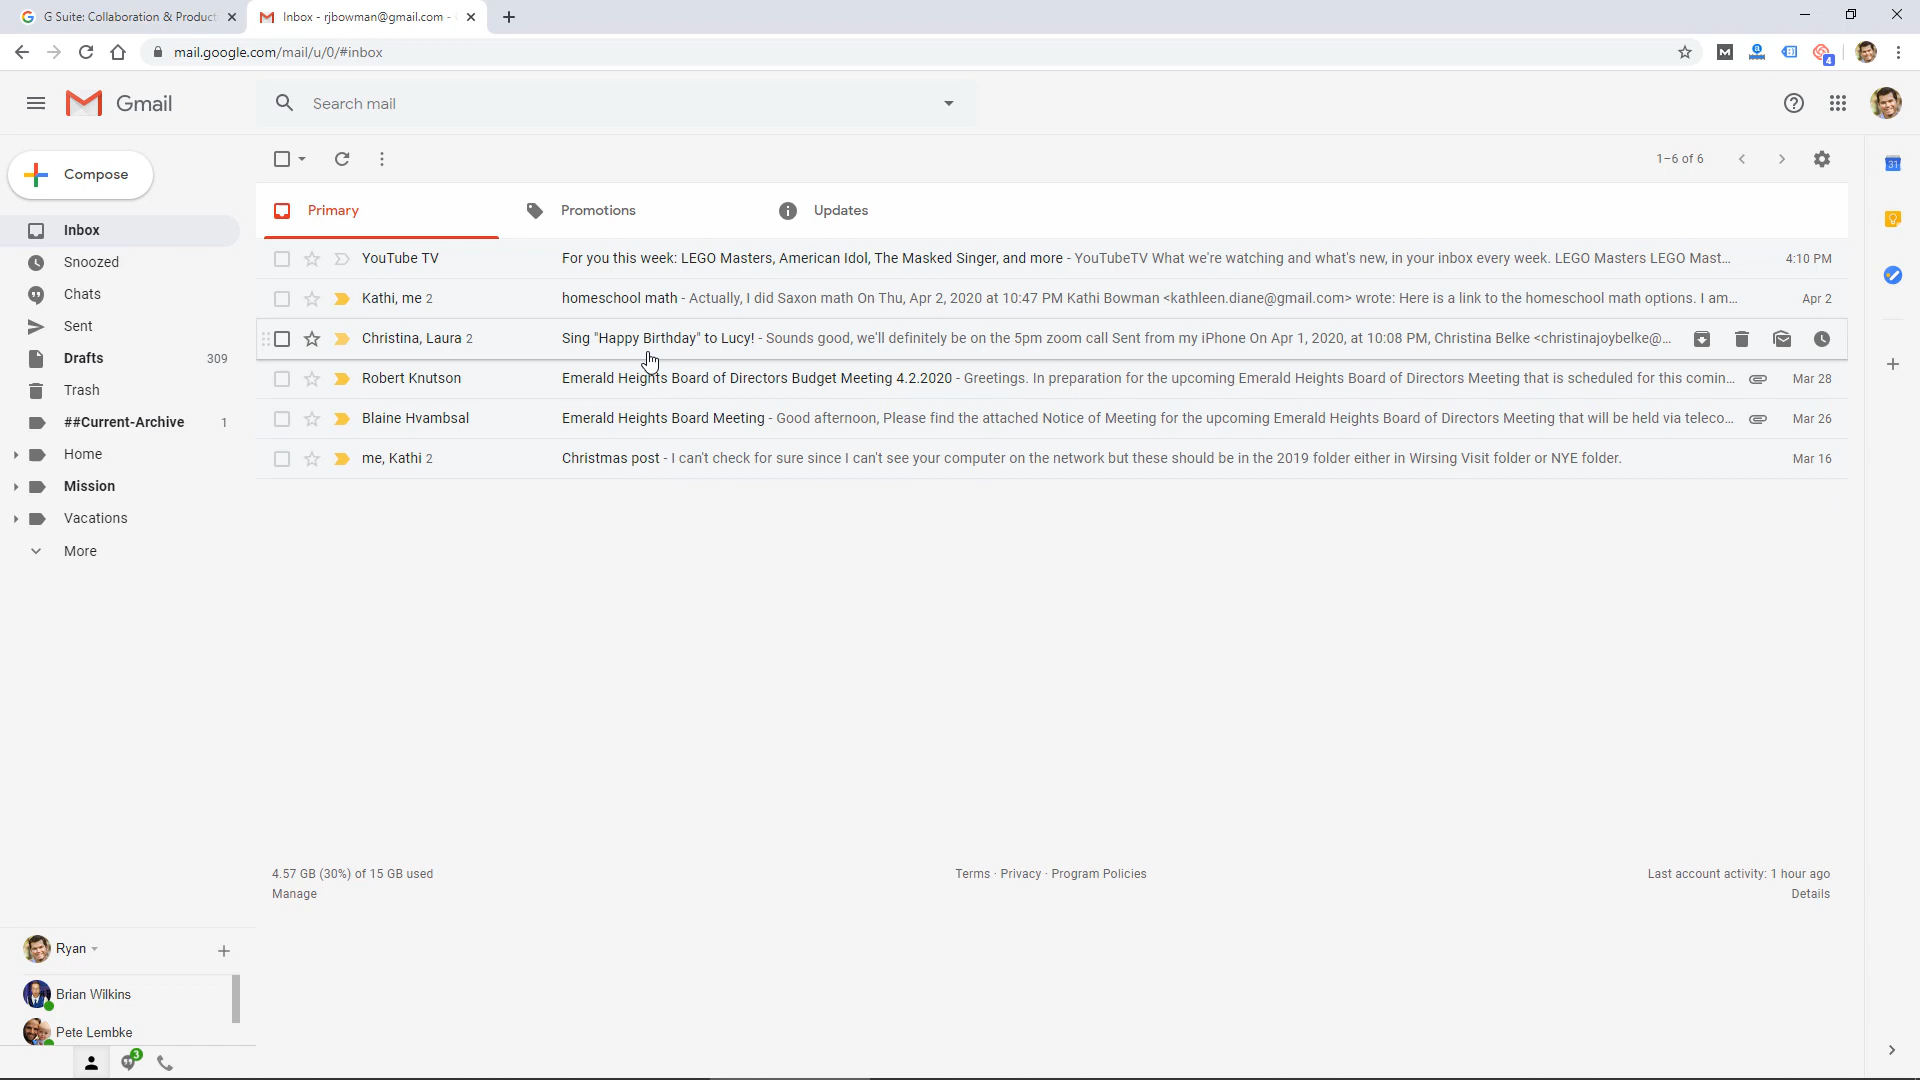 G Suite: Collaboration & Product
Inbox - rjbowman@gmail.com -
mail.google.com/mail/u/0/#inbox
4
Gmail
Search mail
Compose
1–6 of 6
31
Primary
Promotions
Updates
Inbox
Snoozed
Chats
Sent
Drafts 309
Trash
##Current-Archive 1
Home
Mission
Vacations
More
YouTube TV For you this week: LEGO Masters, American Idol, The Masked Singer, and more - YouTubeTV What we're watching and what's new, in your inbox every week. LEGO Masters LEGO Mast... 4:10 PM
Kathi, me 2 homeschool math - Actually, I did Saxon math On Thu, Apr 2, 2020 at 10:47 PM Kathi Bowman <kathleen.diane@gmail.com> wrote: Here is a link to the homeschool math options. I am... Apr 2
Christina, Laura 2 Sing "Happy Birthday" to Lucy! - Sounds good, we'll definitely be on the 5pm zoom call Sent from my iPhone On Apr 1, 2020, at 10:08 PM, Christina Belke <christinajoybelke@...
Robert Knutson Emerald Heights Board of Directors Budget Meeting 4.2.2020 - Greetings. In preparation for the upcoming Emerald Heights Board of Directors Meeting that is scheduled for this comin... Mar 28
Blaine Hvambsal Emerald Heights Board Meeting - Good afternoon, Please find the attached Notice of Meeting for the upcoming Emerald Heights Board of Directors Meeting that will be held via teleco... Mar 26
me, Kathi 2 Christmas post - I can't check for sure since I can't see your computer on the network but these should be in the 2019 folder either in Wirsing Visit folder or NYE folder. Mar 16
4.57 GB (30%) of 15 GB used
Manage
Terms · Privacy · Program Policies
Last account activity: 1 hour ago
Details
Ryan
Brian Wilkins
Pete Lembke
3